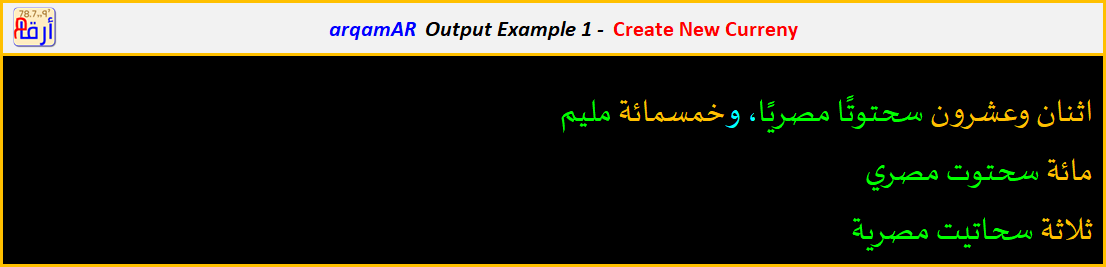 78.7,,9²
أرقام
arqamAR Output Example 1 - Create New Curreny
اثنان وعشرون سحتوتًا مصريًا، وخمسمائة مليم
مائة سحتوت مصري
ثلاثة سحاتيت مصرية